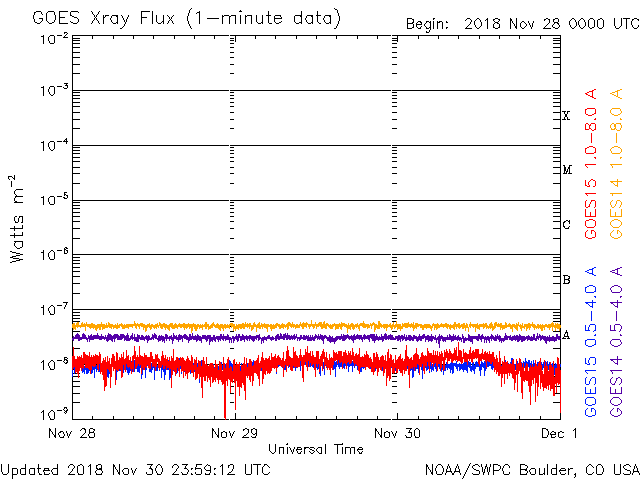 GOES Xray Flux (1-minute data)
Begin: 2018 Nov 28 0000 UTC
10⁻²
10⁻³
10⁻⁴
10⁻⁵
10⁻⁶
10⁻⁷
10⁻⁸
10⁻⁹
Watts m⁻²
X
M
C
B
A
GOES15 1.0-8.0 A
GOES14 1.0-8.0 A
GOES15 0.5-4.0 A
GOES14 0.5-4.0 A
Nov 28 Nov 29 Nov 30 Dec 1
Universal Time
Updated 2018 Nov 30 23:59:12 UTC
NOAA/SWPC Boulder, CO USA